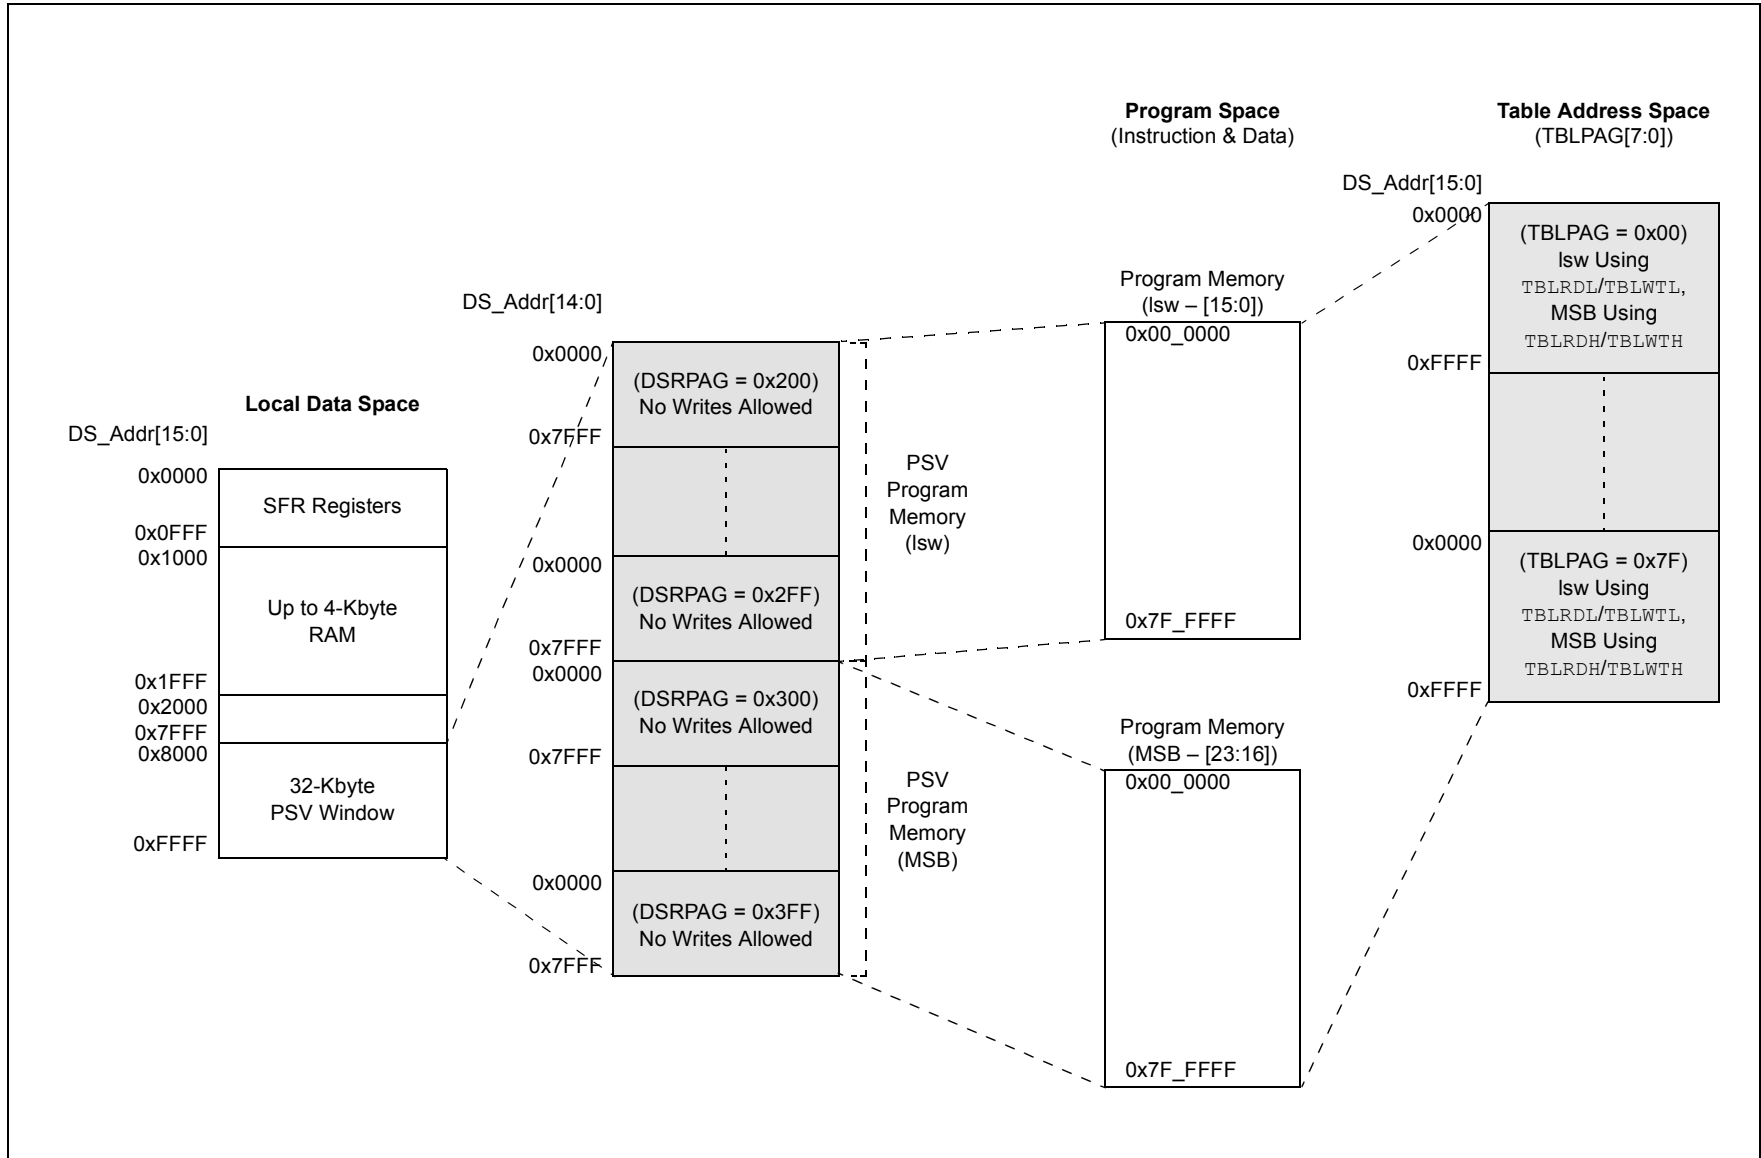 Local Data Space
DS_Addr[15:0]
0x0000
SFR Registers
0x0FFF
0x1000
Up to 4-Kbyte
RAM
0x1FFF
0x2000
0x7FFF
0x8000
32-Kbyte
PSV Window
0xFFFF
DS_Addr[14:0]
0x0000
(DSRPAG = 0x200)
No Writes Allowed
0x7FFF
0x0000
(DSRPAG = 0x2FF)
No Writes Allowed
0x7FFF
0x0000
(DSRPAG = 0x300)
No Writes Allowed
0x7FFF
0x0000
(DSRPAG = 0x3FF)
No Writes Allowed
0x7FFF
PSV
Program
Memory
(lsw)
PSV
Program
Memory
(MSB)
Program Space
(Instruction & Data)
Program Memory
(lsw – [15:0])
0x00_0000
0x7F_FFFF
Program Memory
(MSB – [23:16])
0x00_0000
0x7F_FFFF
Table Address Space
(TBLPAG[7:0])
DS_Addr[15:0]
0x0000
(TBLPAG = 0x00)
lsw Using
TBLRDL/TBLWTL,
MSB Using
TBLRDH/TBLWTH
0xFFFF
0x0000
(TBLPAG = 0x7F)
lsw Using
TBLRDL/TBLWTL,
MSB Using
TBLRDH/TBLWTH
0xFFFF